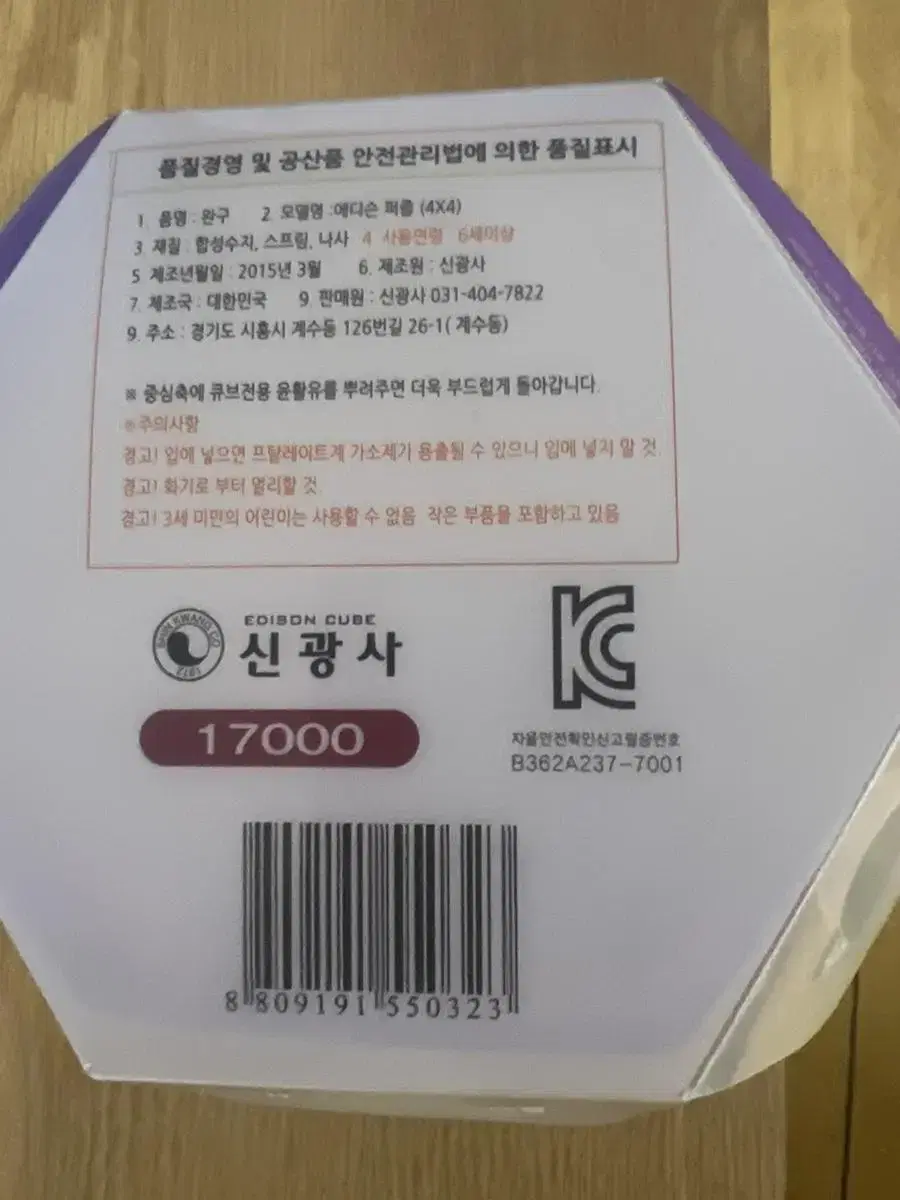 품질경영 및 공산품 안전관리법에 의한 품질표시
1. 품명 : 완구 2. 모델명 : 에디슨 퍼즐 (4X4)
3. 재질 : 합성수지, 스프링, 나사 4 사용연령 6세이상
5 제조년월일 : 2015년 3월 6. 제조원 : 신광사
7. 제조국 : 대한민국 9. 판매원 : 신광사 031-404-7822
9. 주소 : 경기도 시흥시 계수동 126번길 26-1( 계수동)
※ 중심축에 큐브전용 윤활유를 뿌려주면 더욱 부드럽게 돌아갑니다.
※주의사항
경고! 입에 넣으면 프탈레이트계 가소제가 용출될 수 있으니 입에 넣지 말 것.
경고! 화기로 부터 멀리할 것.
경고! 3세 미만의 어린이는 사용할 수 없음 작은 부품을 포함하고 있음
SHIN KWANG CO
1972
EDISON CUBE
신광사
17000
KC
자율안전확인신고필증번호
B362A237-7001
8 809191 550323